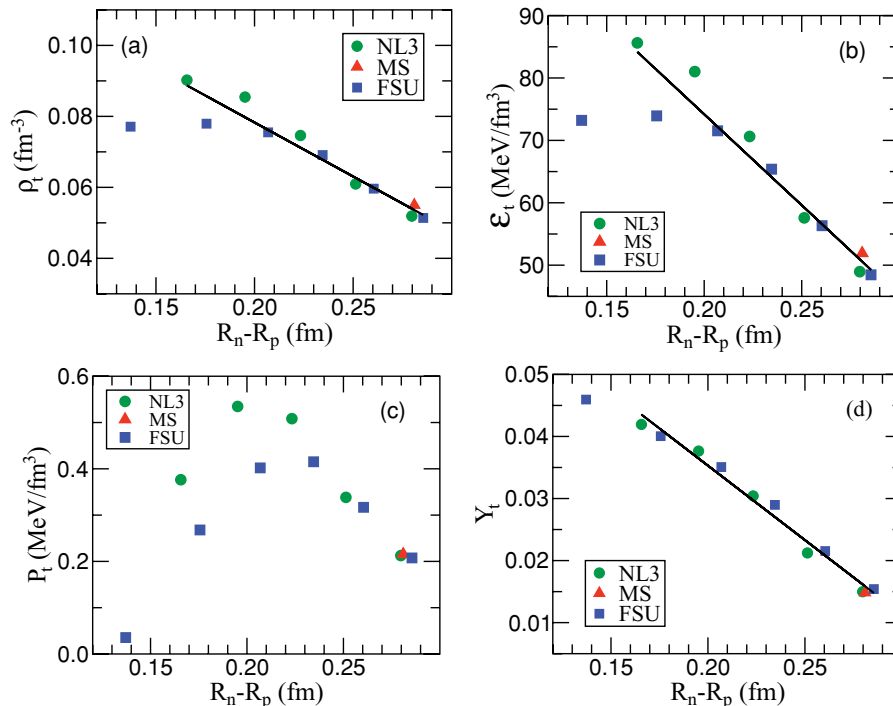 (a)
NL3
MS
FSU
0.10
0.08
0.06
0.04
ρt (fm-3)
0.15 0.20 0.25
Rn-Rp (fm)
(b)
90
80
70
60
50
εt (MeV/fm3)
NL3
MS
FSU
0.15 0.20 0.25
Rn-Rp (fm)
(c)
NL3
MS
FSU
0.6
0.4
0.2
0.0
Pt (MeV/fm3)
0.15 0.20 0.25
Rn-Rp (fm)
(d)
0.05
0.04
0.03
0.02
0.01
Yt
NL3
MS
FSU
0.15 0.20 0.25
Rn-Rp (fm)